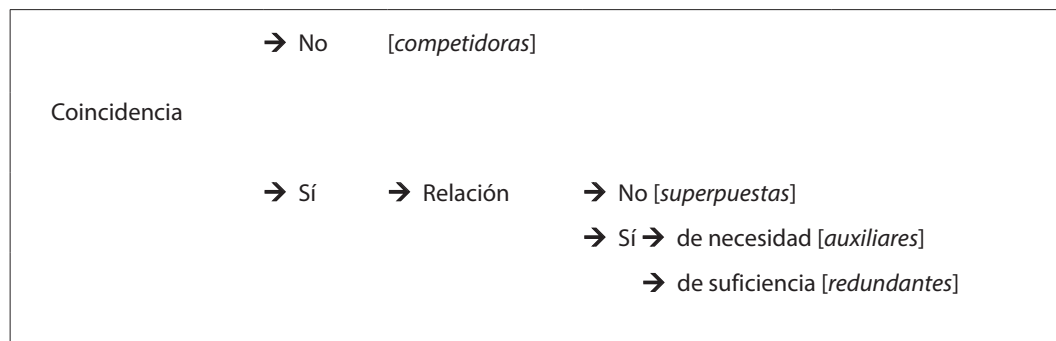 ➔ No [competidoras]
Coincidencia
➔ Sí ➔ Relación ➔ No [superpuestas]
➔ Sí ➔ de necesidad [auxiliares]
➔ de suficiencia [redundantes]